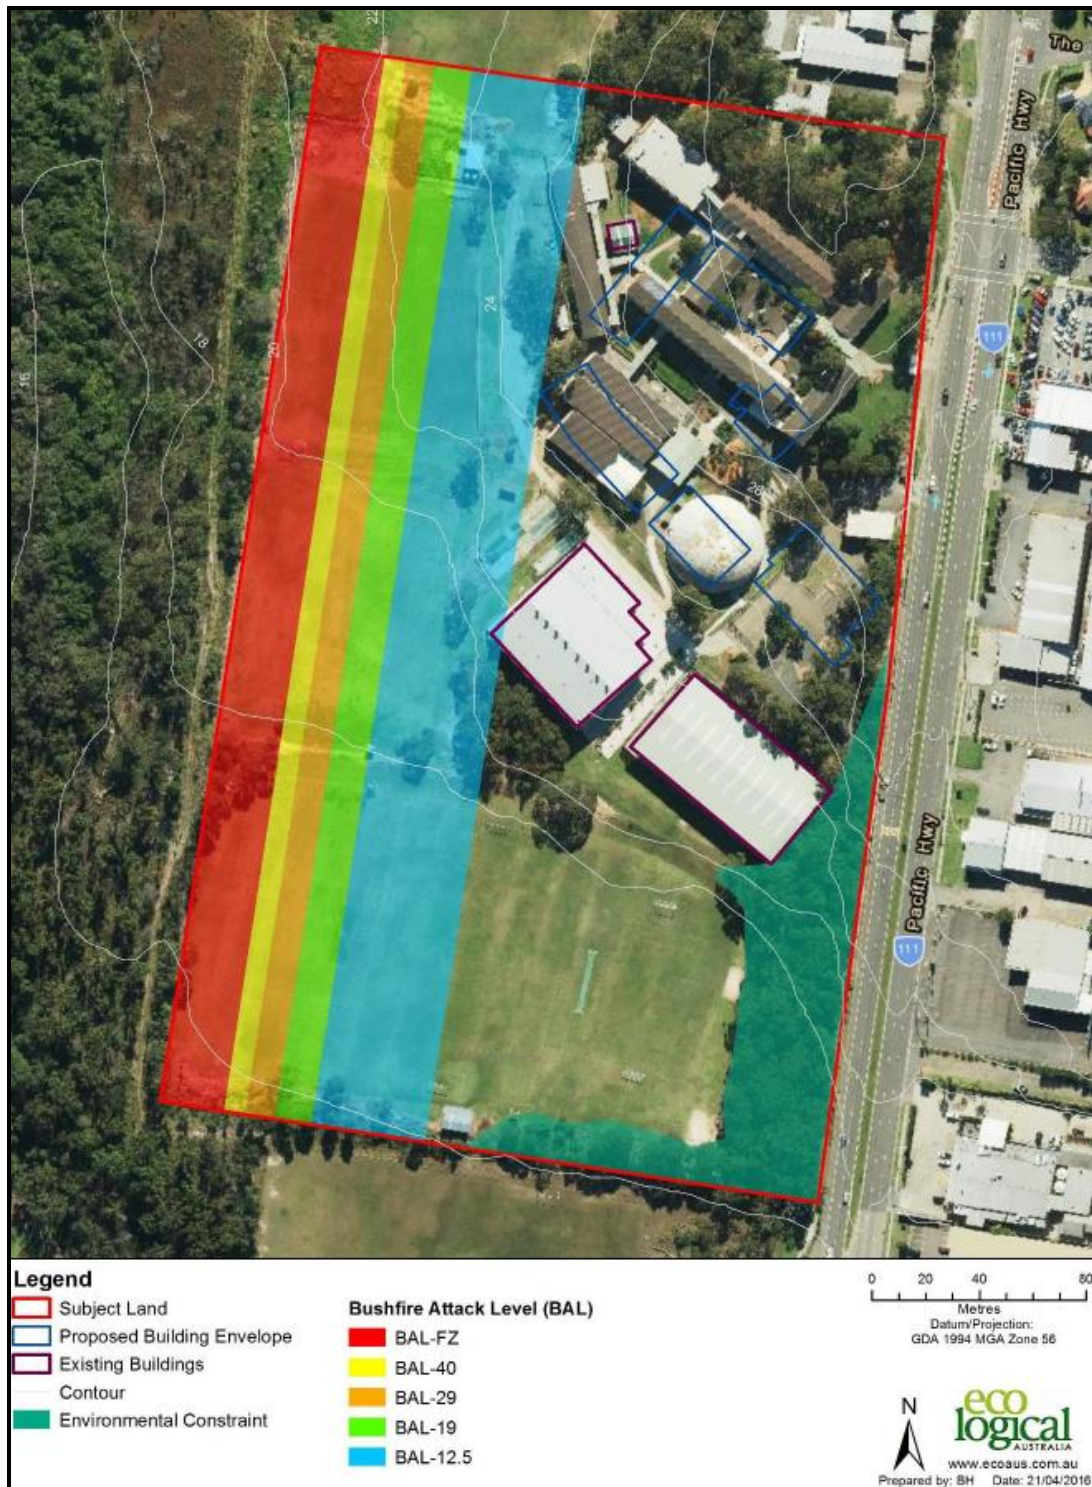 22
The
Pacific Hwy
24
111
18
20
16
26
Pacific Hwy
111
Legend
Subject Land
Proposed Building Envelope
Existing Buildings
Contour
Environmental Constraint
Bushfire Attack Level (BAL)
BAL-FZ
BAL-40
BAL-29
BAL-19
BAL-12.5
0 20 40 80
Metres
Datum/Projection:
GDA 1994 MGA Zone 56
N
eco
logical
AUSTRALIA
www.ecoaus.com.au
Prepared by: BH Date: 21/04/2016